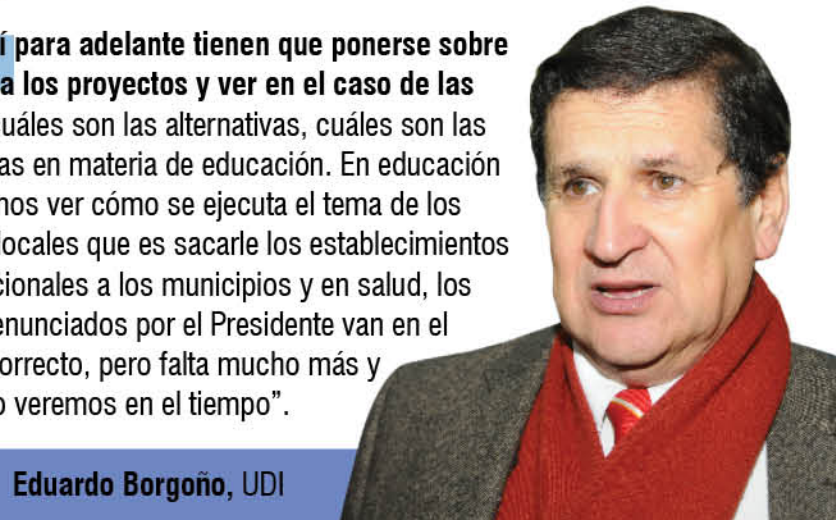 í para adelante tienen que ponerse sobre
a los proyectos y ver en el caso de las
uáles son las alternativas, cuáles son las
as en materia de educación. En educación
nos ver cómo se ejecuta el tema de los
locales que es sacarle los establecimientos
cionales a los municipios y en salud, los
enunciados por el Presidente van en el
orrecto, pero falta mucho más y
o veremos en el tiempo”.
Eduardo Borgoño, UDI